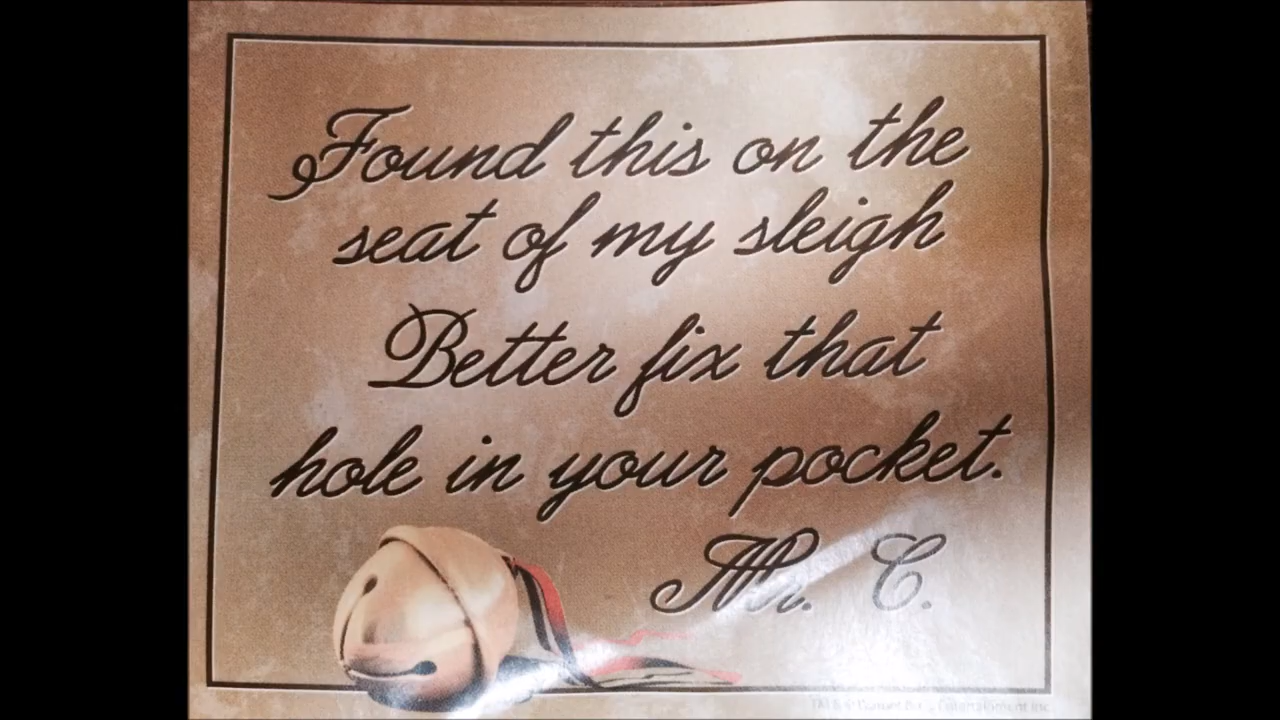 Found this on the
seat of my sleigh
Better fix that
hole in your pocket.
Mr. C.